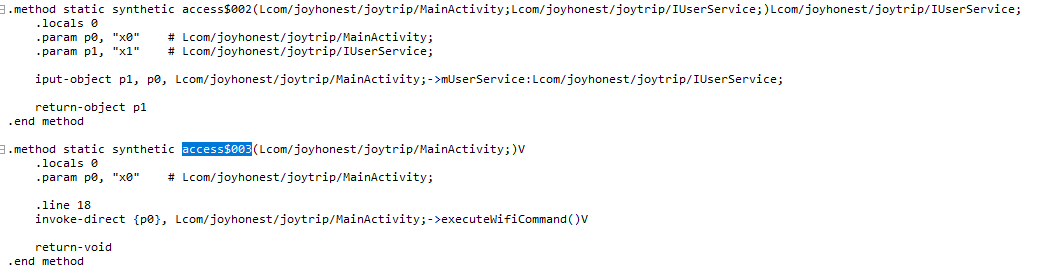 .method static synthetic access$002(Lcom/joyhonest/joytrip/MainActivity;Lcom/joyhonest/joytrip/IUserService;)Lcom/joyhonest/joytrip/IUserService;
.locals 0
.param p0, "x0"    # Lcom/joyhonest/joytrip/MainActivity;
.param p1, "x1"    # Lcom/joyhonest/joytrip/IUserService;
iput-object p1, p0, Lcom/joyhonest/joytrip/MainActivity;->mUserService:Lcom/joyhonest/joytrip/IUserService;
return-object p1
.end method
.method static synthetic access$003(Lcom/joyhonest/joytrip/MainActivity;)V
.locals 0
.param p0, "x0"    # Lcom/joyhonest/joytrip/MainActivity;
.line 18
invoke-direct {p0}, Lcom/joyhonest/joytrip/MainActivity;->executeWifiCommand()V
return-void
.end method